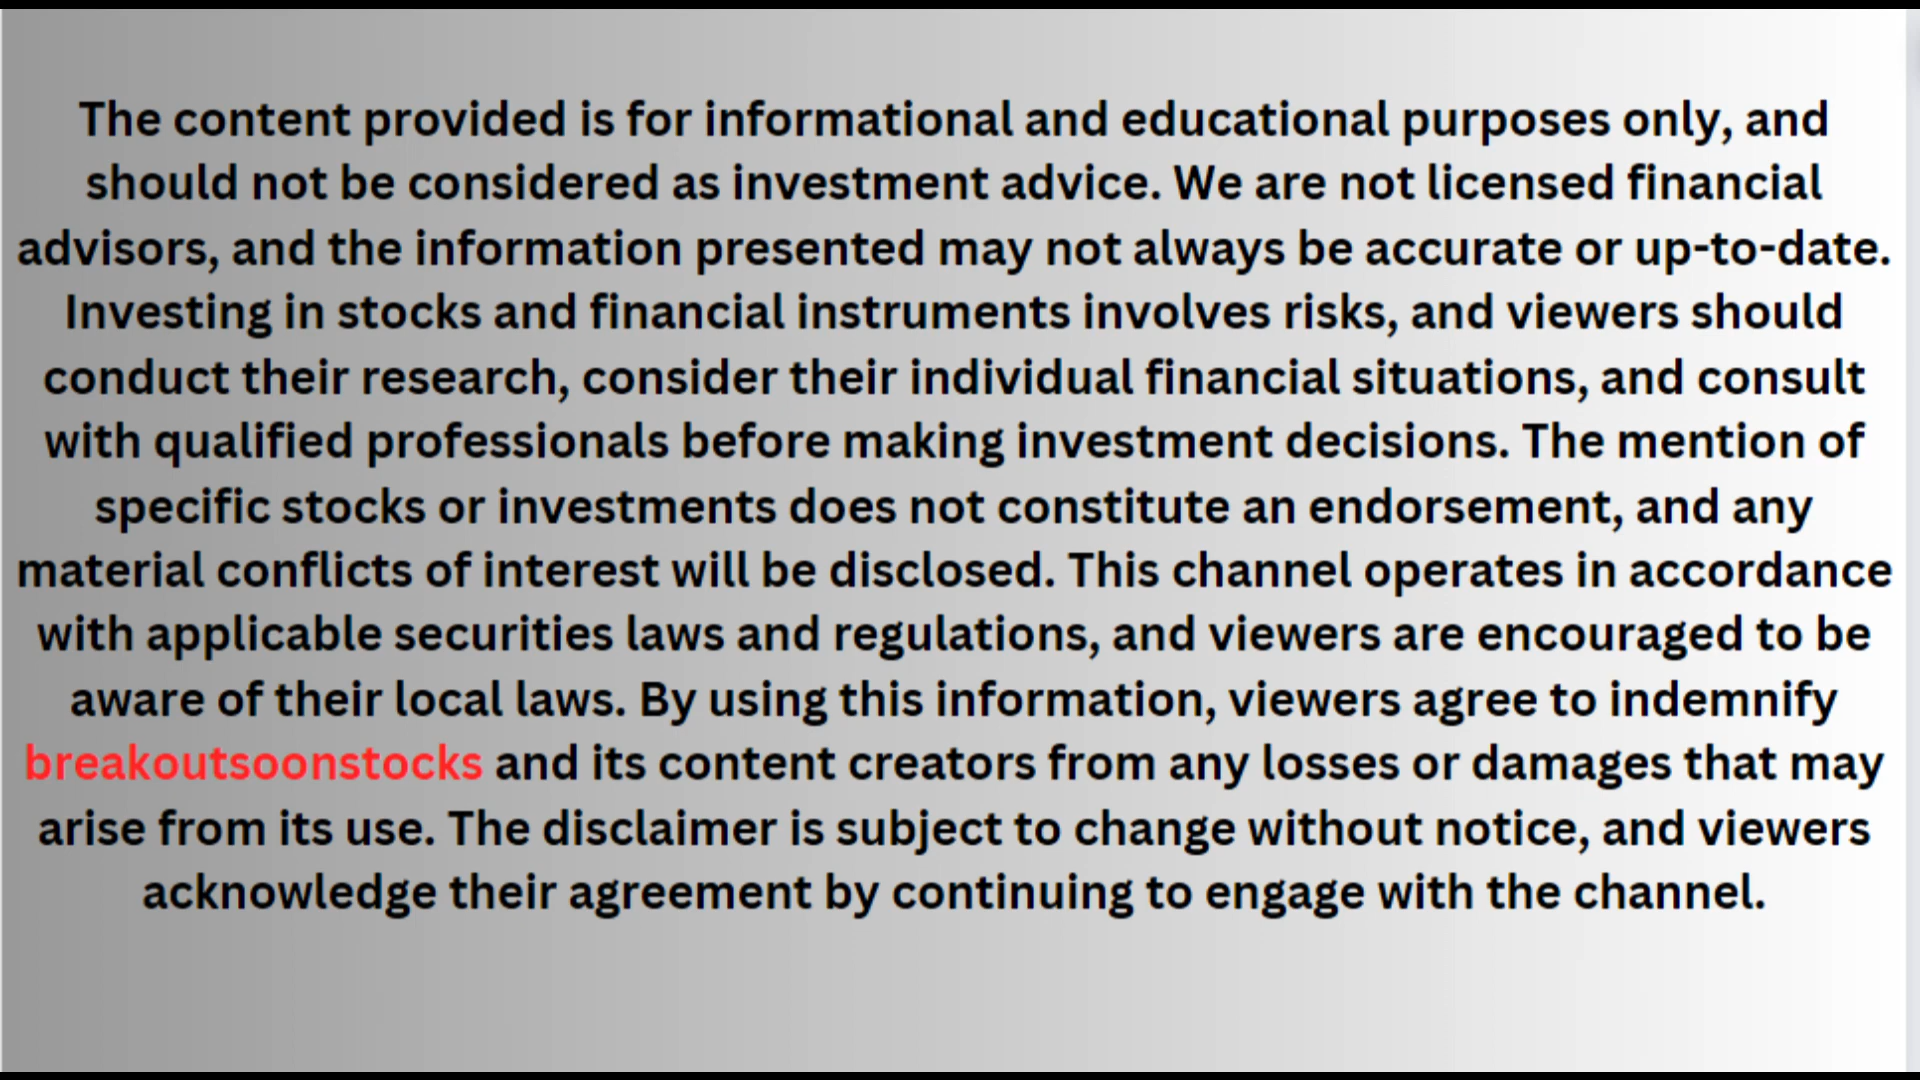 The content provided is for informational and educational purposes only, and
should not be considered as investment advice. We are not licensed financial
advisors, and the information presented may not always be accurate or up-to-date.
Investing in stocks and financial instruments involves risks, and viewers should
conduct their research, consider their individual financial situations, and consult
with qualified professionals before making investment decisions. The mention of
specific stocks or investments does not constitute an endorsement, and any
material conflicts of interest will be disclosed. This channel operates in accordance
with applicable securities laws and regulations, and viewers are encouraged to be
aware of their local laws. By using this information, viewers agree to indemnify
breakoutsoonstocks and its content creators from any losses or damages that may
arise from its use. The disclaimer is subject to change without notice, and viewers
acknowledge their agreement by continuing to engage with the channel.